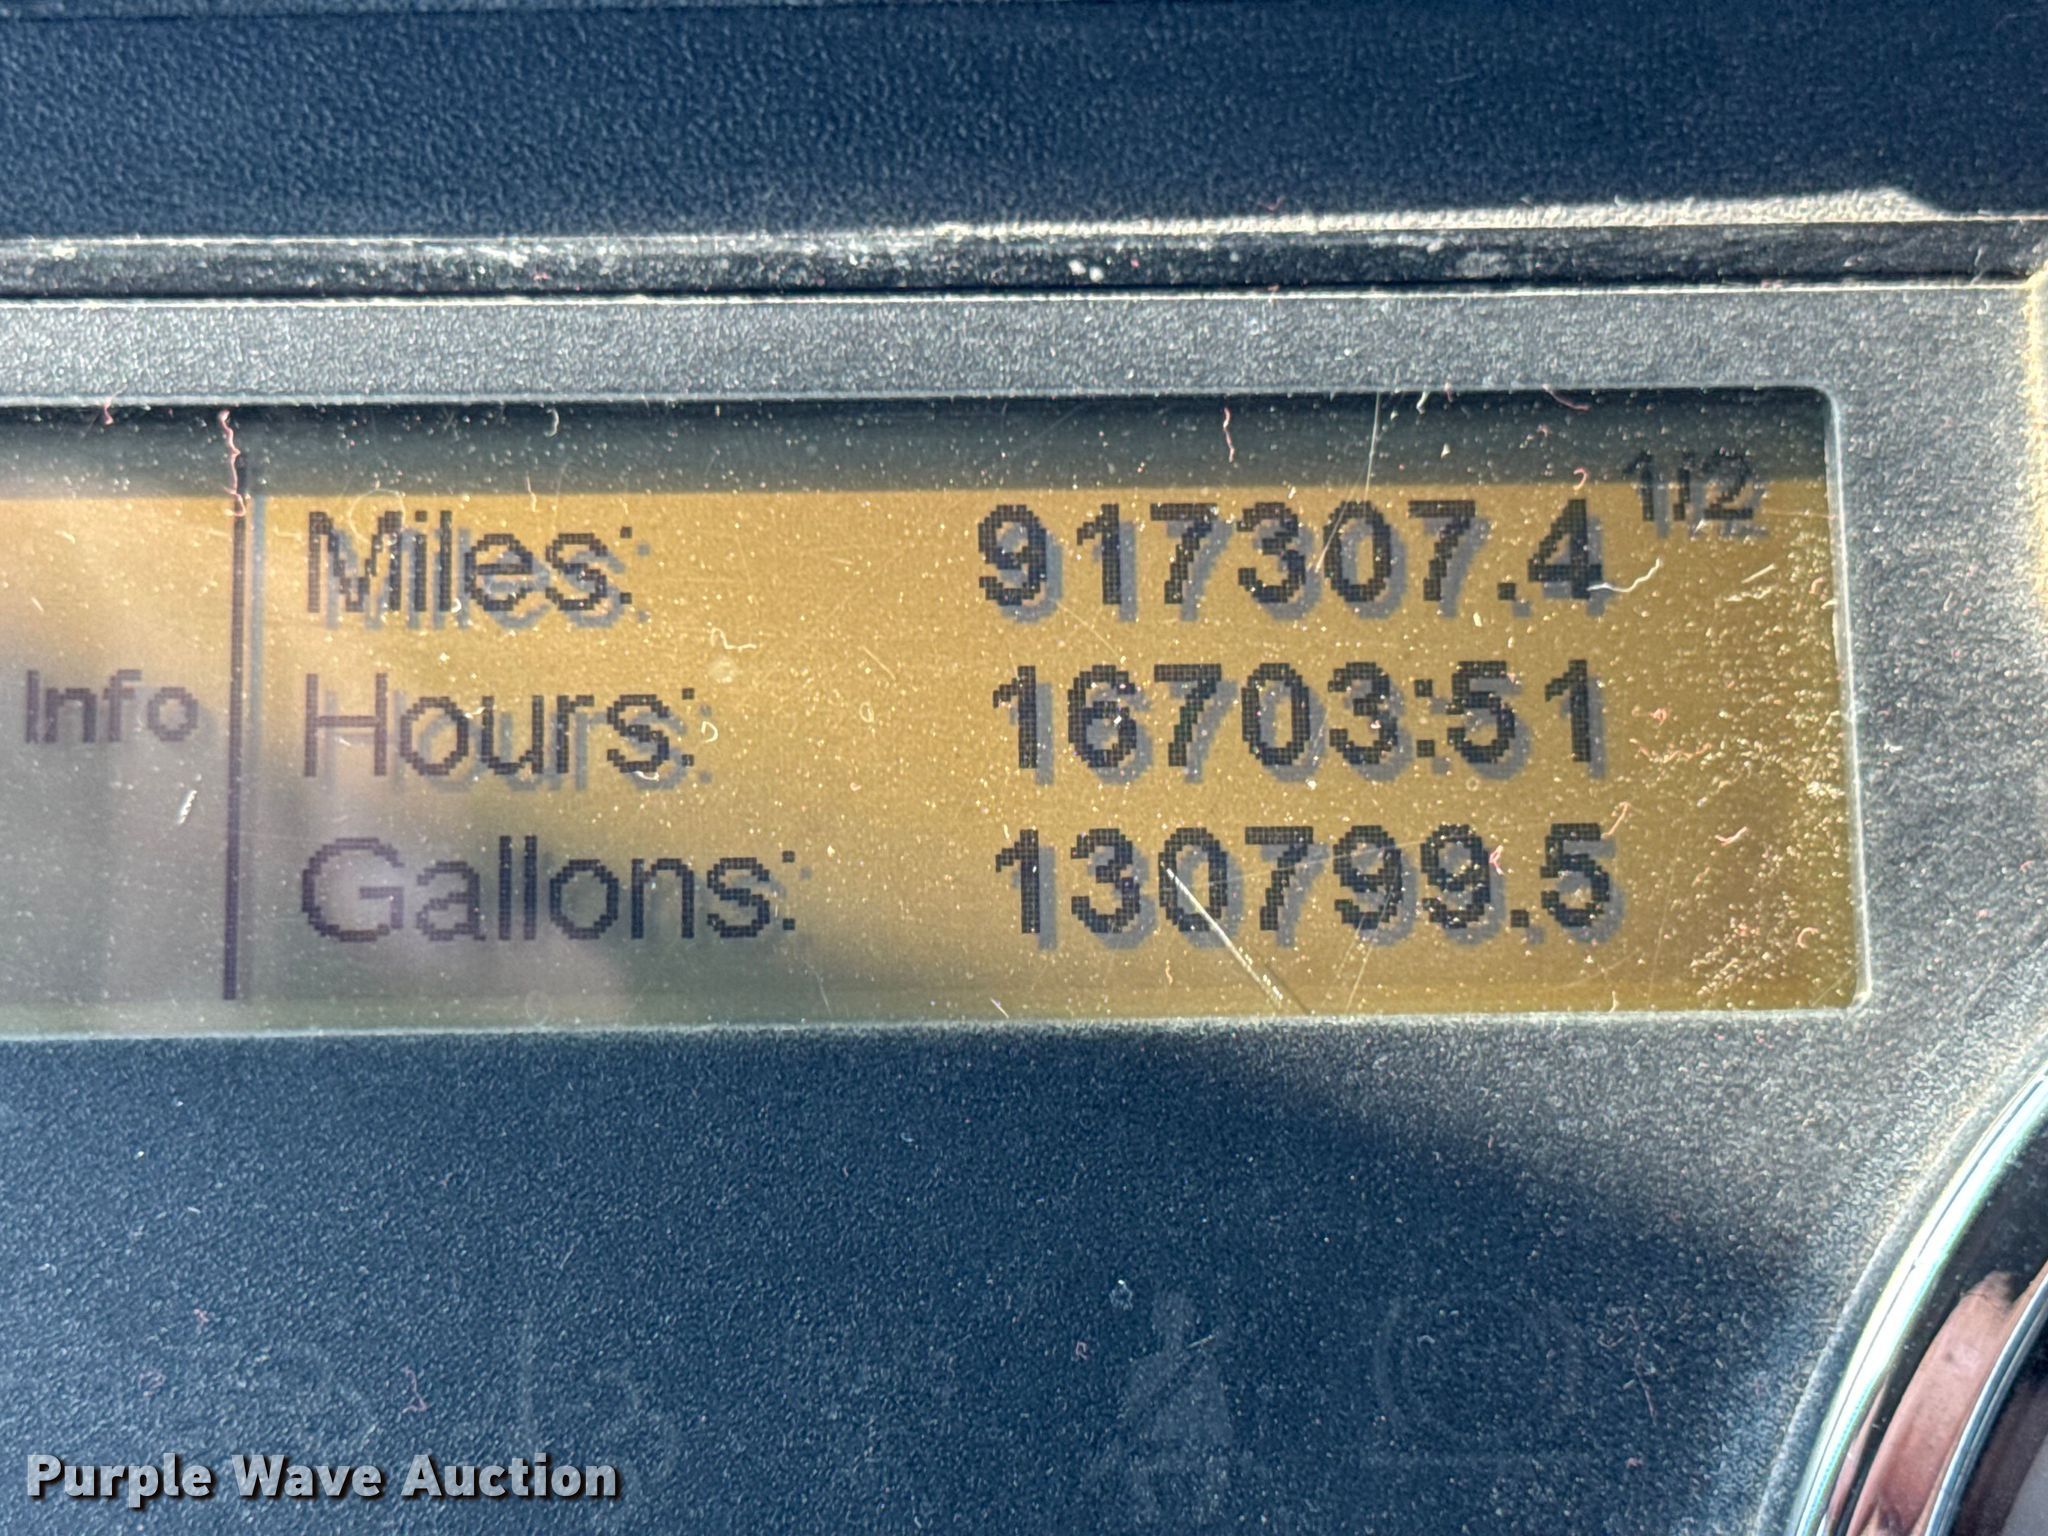 1/2
Miles: 917307.4
Info
Hours: 16703:51
Gallons: 130799.5
Purple Wave Auction